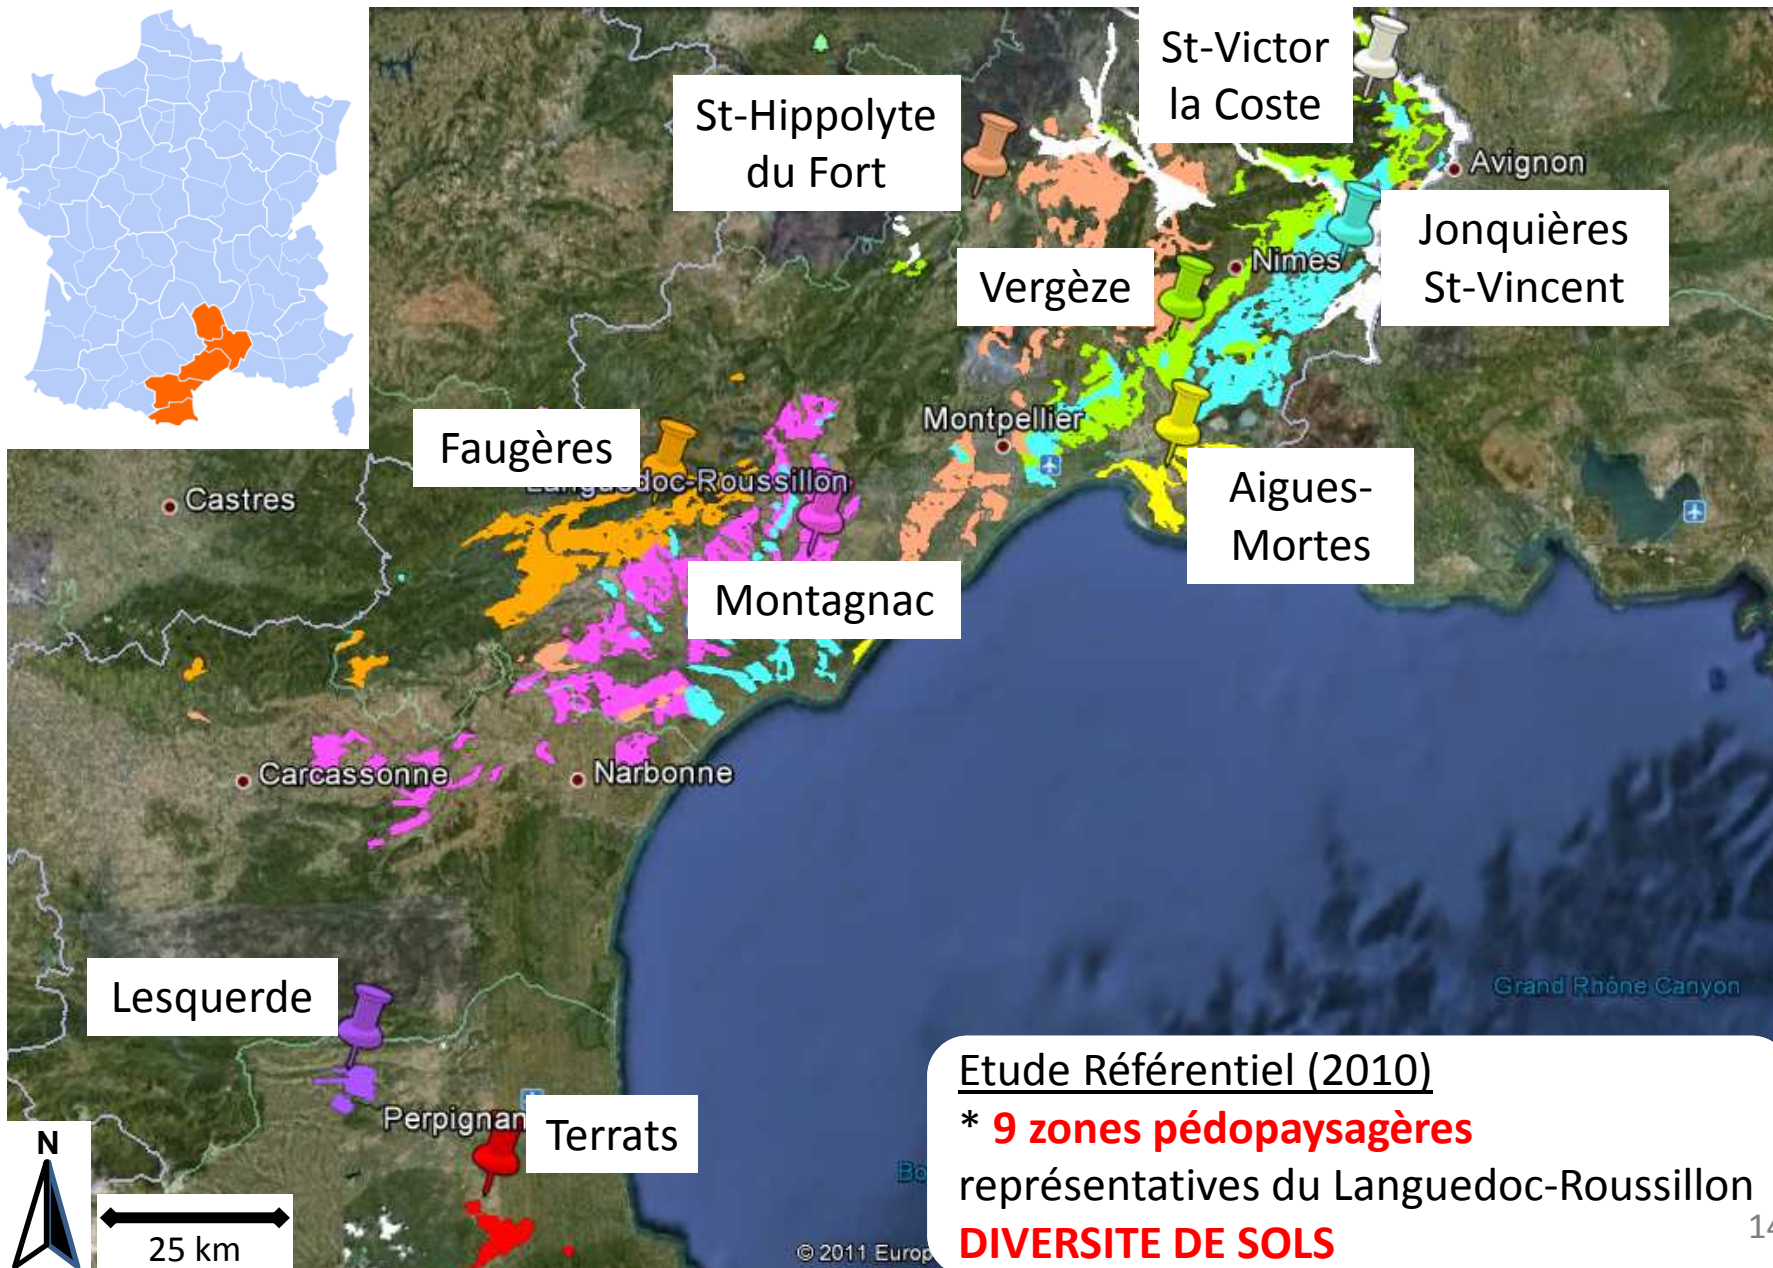 St-Victor
la Coste
St-Hippolyte
du Fort
Avignon
Jonquières
St-Vincent
Nimes
Vergèze
Montpellier
Faugères
Languedoc-Roussillon
Castres
Aigues-
Mortes
Montagnac
Carcassonne
Narbonne
Lesquerde
Grand Rhône Canyon
Perpignan
Terrats
N
25 km
© 2011 Europ
Etude Référentiel (2010)
* 9 zones pédopaysagères
représentatives du Languedoc-Roussillon
DIVERSITE DE SOLS
14